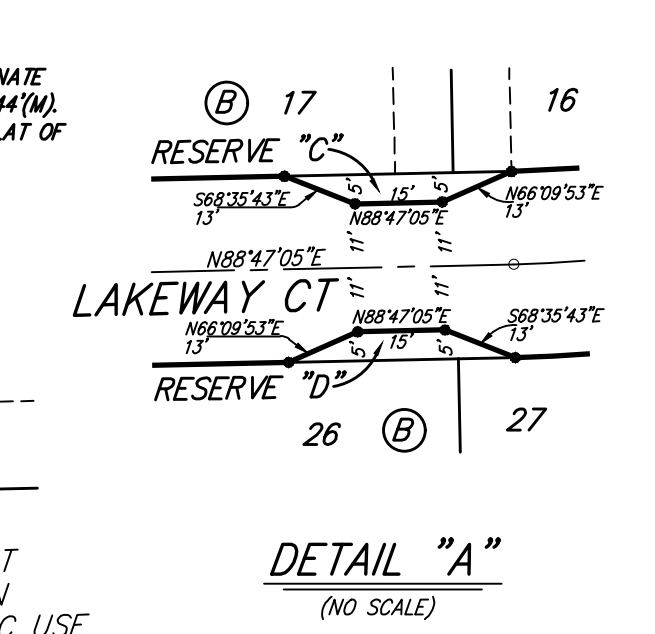 NATE
44'(M).
LAT OF
B 17
16
RESERVE "C"
5'
15'
5'
S68°35'43"E
13'
N66°09'53"E
13'
N88°47'05"E
11'
11'
N88°47'05"E
LAKEWAY CT
11'
11'
N88°47'05"E
S68°35'43"E
13'
N66°09'53"E
13'
5'
15'
5'
RESERVE "D"
26 B 27
T
N
C USE
DETAIL "A"
(NO SCALE)